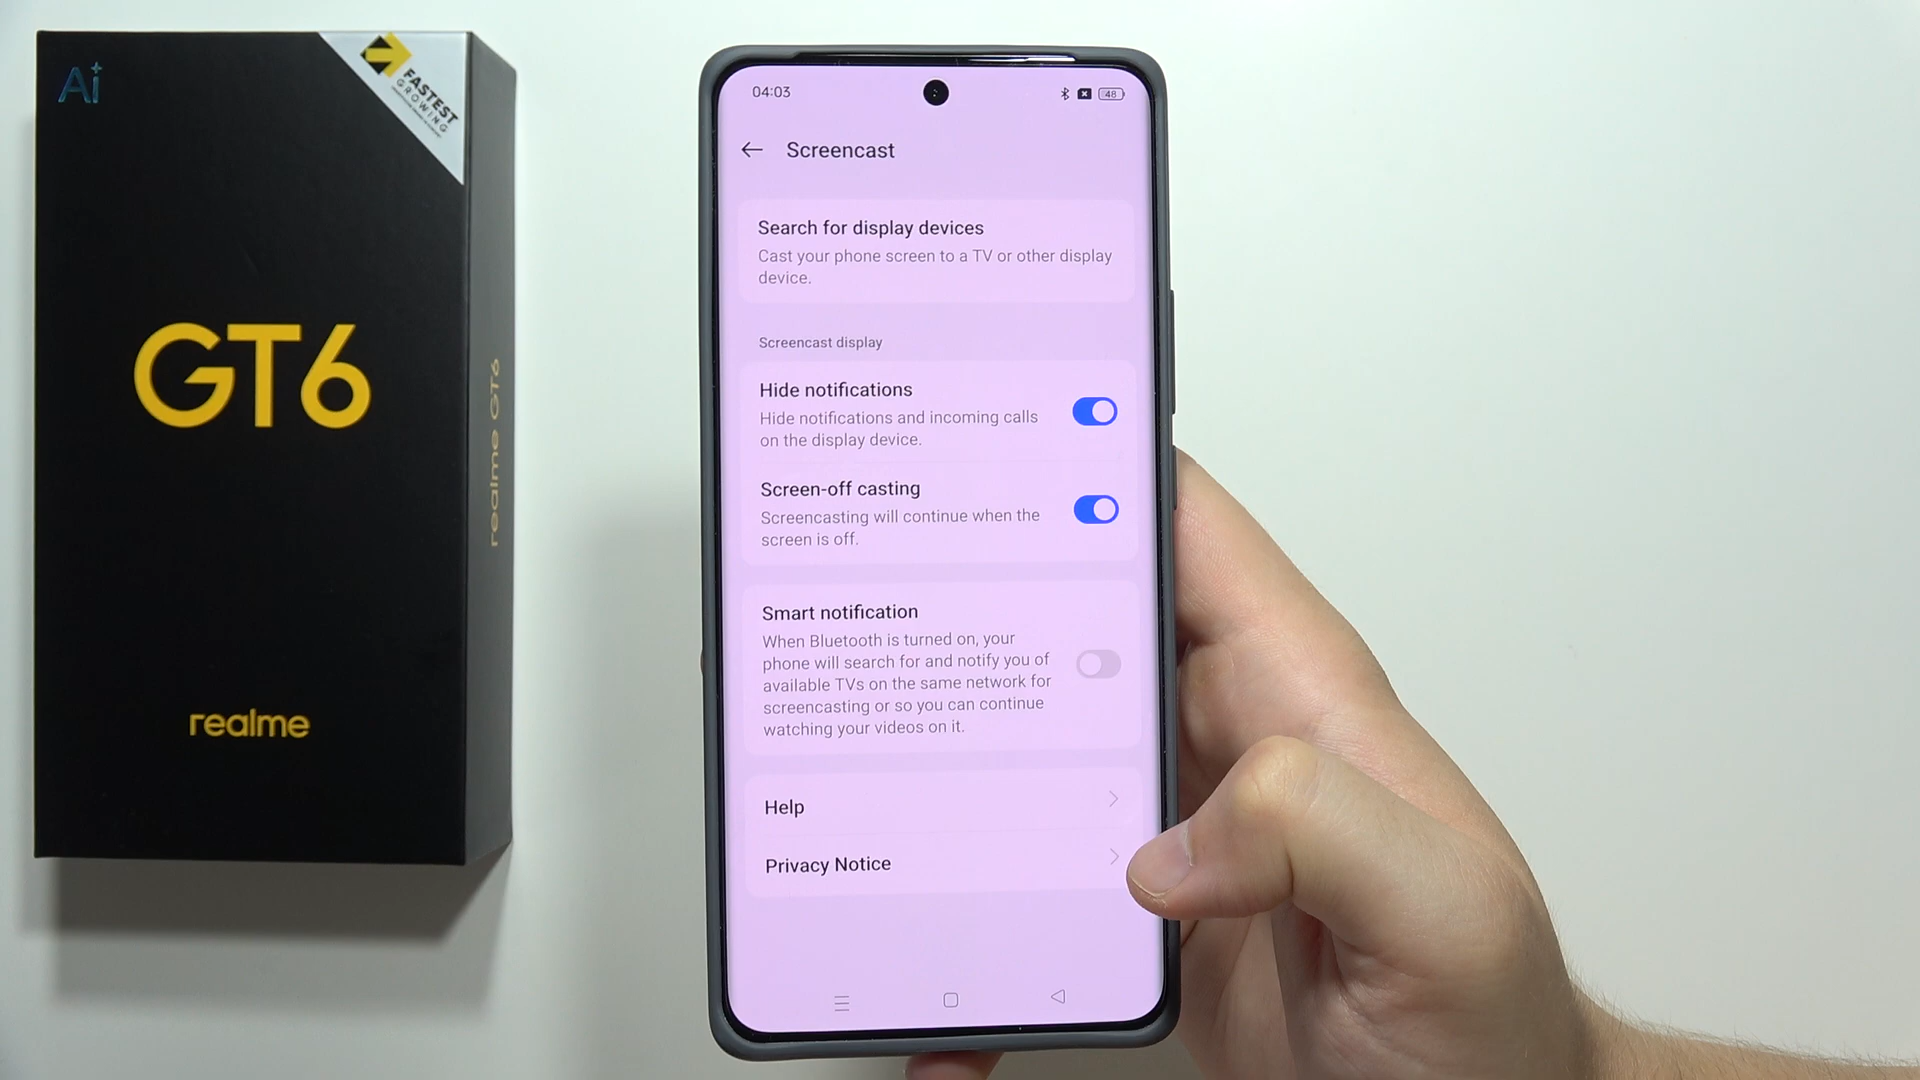 Ai
FASTEST
GROWING
GT6
realme
realme GT6
04:03
48
Screencast
Search for display devices
Cast your phone screen to a TV or other display
device.
Screencast display
Hide notifications
Hide notifications and incoming calls
on the display device.
Screen-off casting
Screencasting will continue when the
screen is off.
Smart notification
When Bluetooth is turned on, your
phone will search for and notify you of
available TVs on the same network for
screencasting or so you can continue
watching your videos on it.
Help
Privacy Notice